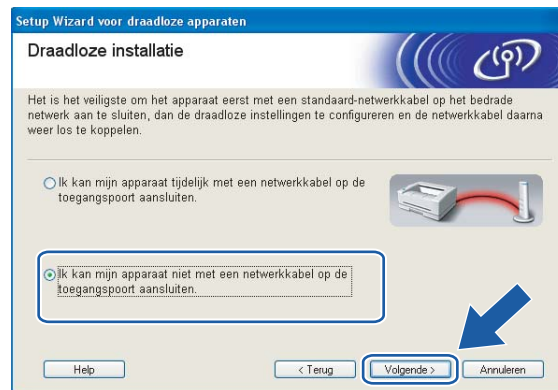 Setup Wizard voor draadloze apparaten
Draadloze installatie
Het is het veiligste om het apparaat eerst met een standaard-netwerkkabel op het bedrade
netwerk aan te sluiten, dan de draadloze instellingen te configureren en de netwerkkabel daarna
weer los te koppelen.
Ik kan mijn apparaat tijdelijk met een netwerkkabel op de
toegangspoort aansluiten.
Ik kan mijn apparaat niet met een netwerkkabel op de
toegangspoort aansluiten.
Help
< Terug
Volgende >
Annuleren